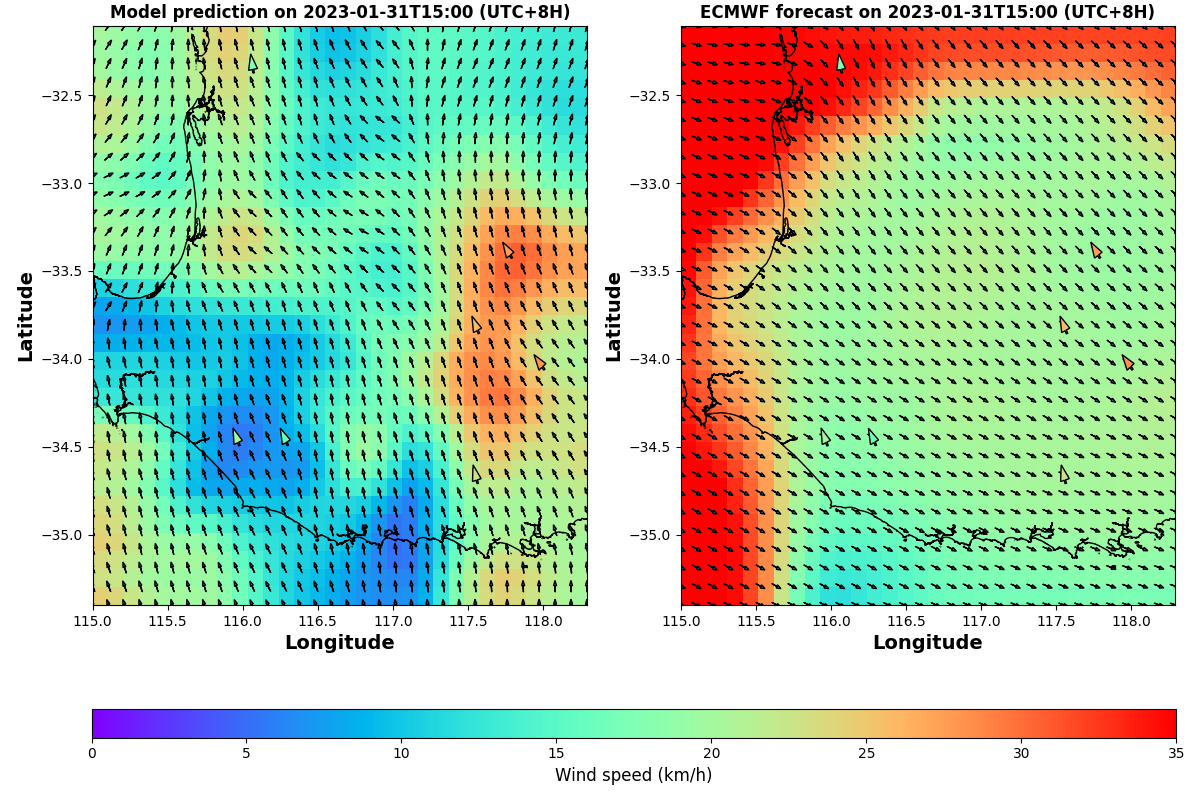 Model prediction on 2023-01-31T15:00 (UTC+8H)
ECMWF forecast on 2023-01-31T15:00 (UTC+8H)
Latitude
−32.5
−33.0
−33.5
−34.0
−34.5
−35.0
115.0 115.5 116.0 116.5 117.0 117.5 118.0
Longitude
Latitude
−32.5
−33.0
−33.5
−34.0
−34.5
−35.0
115.0 115.5 116.0 116.5 117.0 117.5 118.0
Longitude
0 5 10 15 20 25 30 35
Wind speed (km/h)